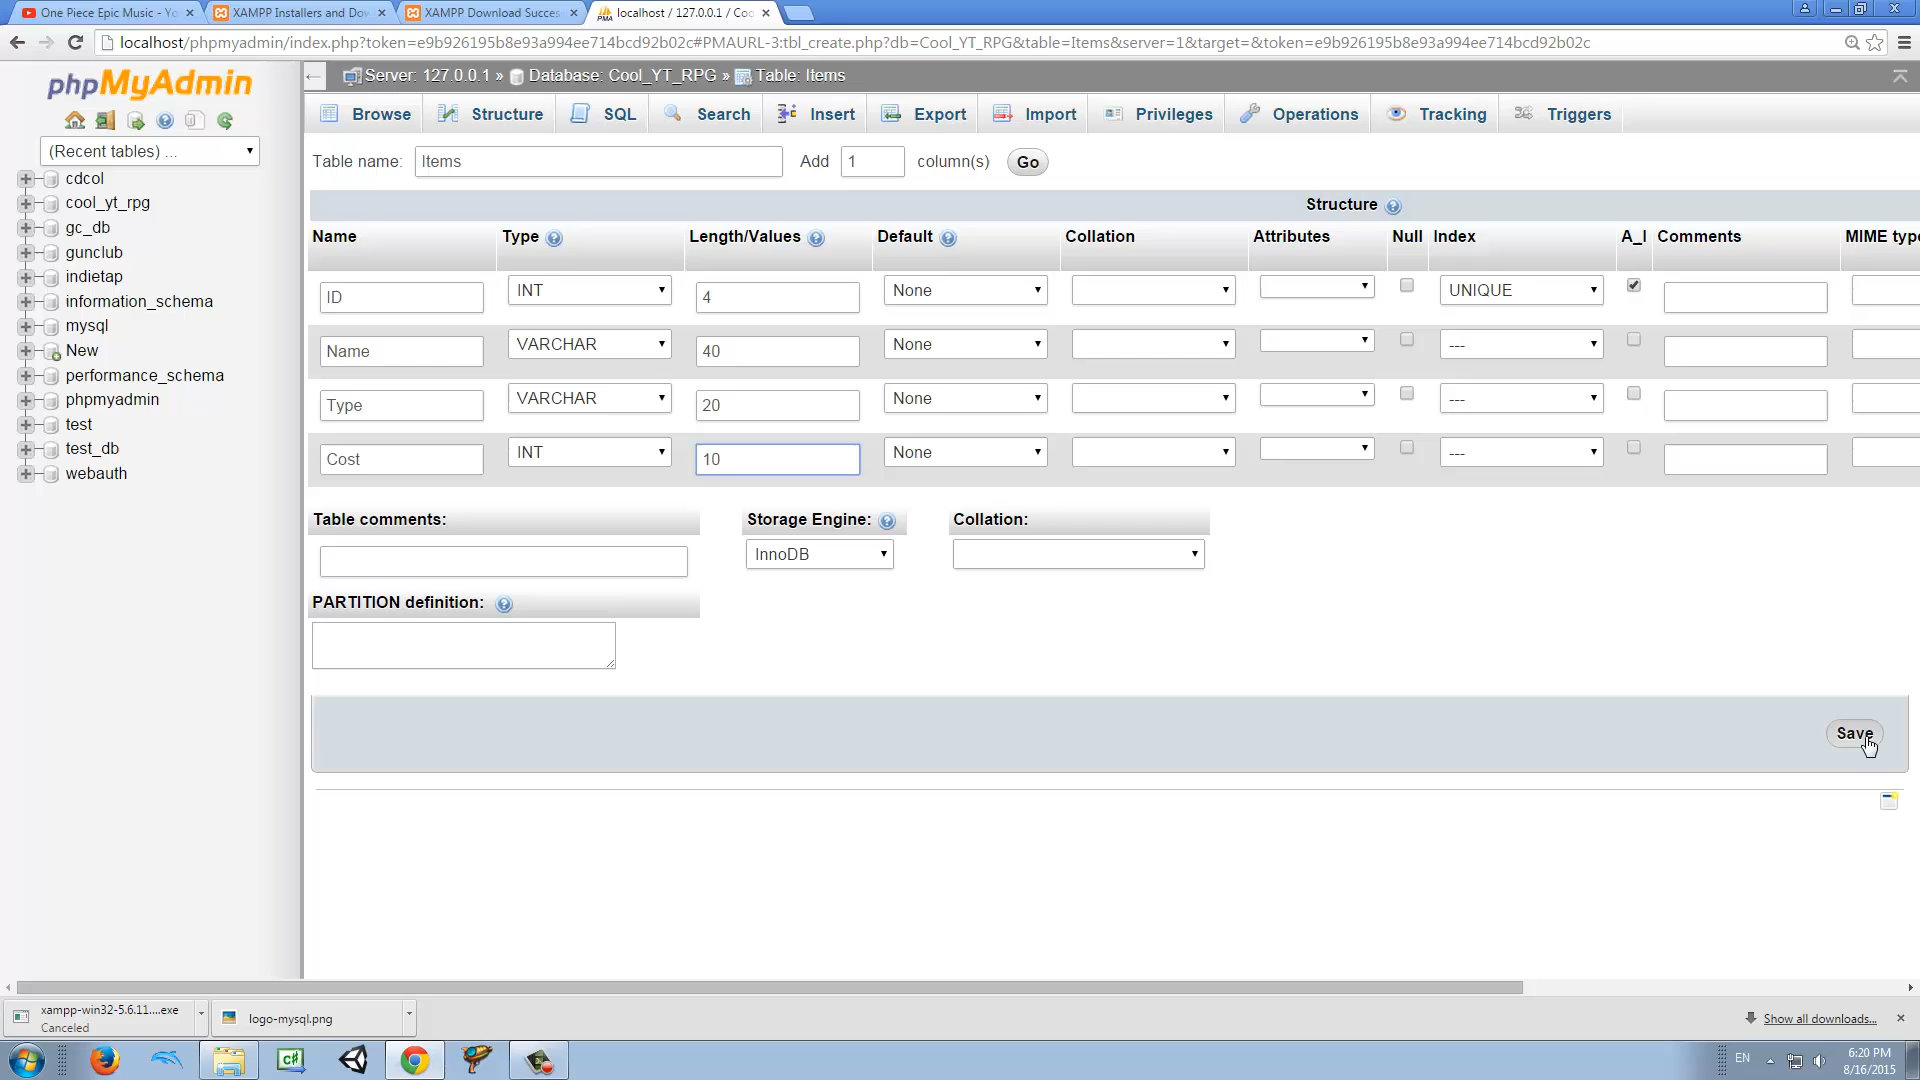 One Piece Epic Music - Yo
XAMPP Installers and Dow
XAMPP Download Succes
localhost / 127.0.0.1 / Coo
localhost/phpmyadmin/index.php?token=e9b926195b8e93a994ee714bcd92b02c#PMAURL-3:tbl_create.php?db=Cool_YT_RPG&table=Items&server=1&target=&token=e9b926195b8e93a994ee714bcd92b02c
phpMyAdmin
(Recent tables) ...
cdcol
cool_yt_rpg
gc_db
gunclub
indietap
information_schema
mysql
New
performance_schema
phpmyadmin
test
test_db
webauth
Server: 127.0.0.1 » Database: Cool_YT_RPG » Table: Items
Browse Structure SQL Search Insert Export Import Privileges Operations Tracking Triggers
Table name: Items Add 1 column(s) Go
Structure
Name Type Length/Values Default Collation Attributes Null Index A_I Comments MIME type
ID INT 4 None UNIQUE
Name VARCHAR 40 None ---
Type VARCHAR 20 None ---
Cost INT 10 None ---
Table comments: Storage Engine: Collation:
InnoDB
PARTITION definition:
Save
xampp-win32-5.6.11....exe
Canceled
logo-mysql.png
Show all downloads...
C#
EN
6:20 PM
8/16/2015